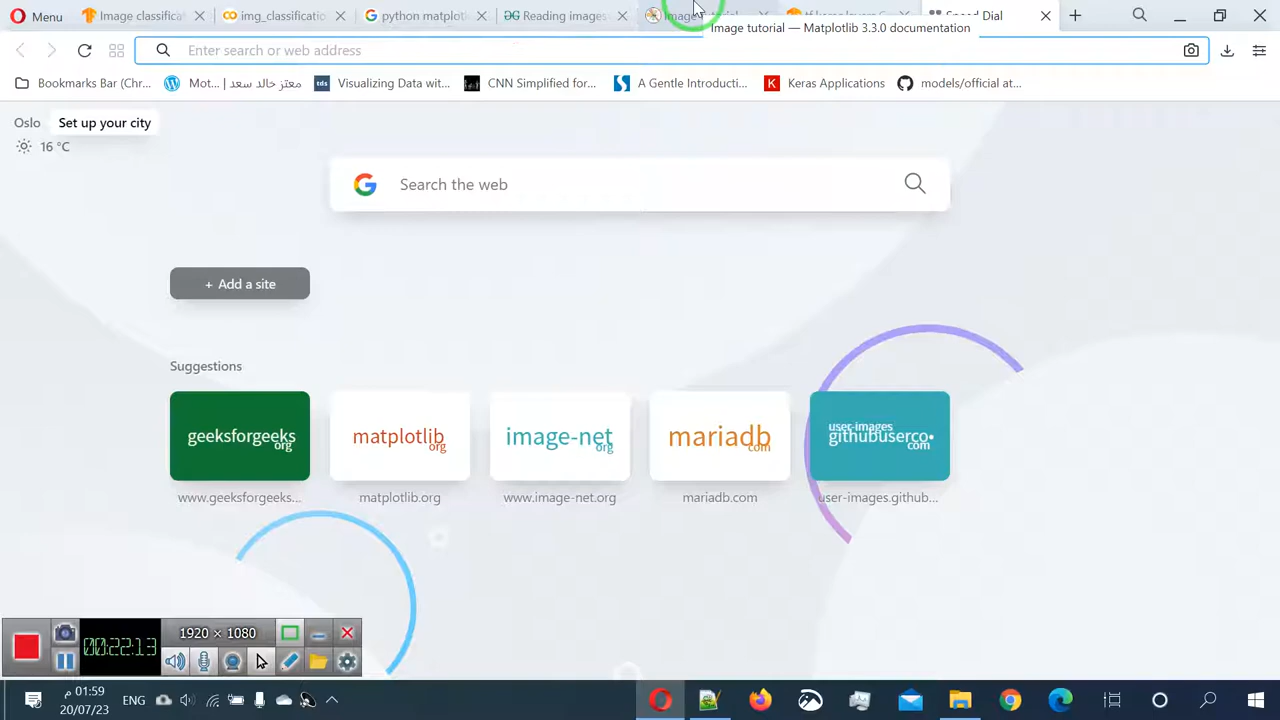 Menu
Image classificat
img_classificatio
python matplotl
Reading images
Speed Dial
Image tutorial — Matplotlib 3.3.0 documentation
Enter search or web address
Bookmarks Bar (Chr...
Mot... | معتز خالد سعد
tds
Visualizing Data wit...
CNN Simplified for...
A Gentle Introducti...
K
Keras Applications
models/official at...
Oslo
Set up your city
16 °C
Search the web
+ Add a site
Suggestions
geeksforgeeks
org
matplotlib
org
image-net
org
mariadb
com
user-images
githubuserco•
com
www.geeksforgeeks...
matplotlib.org
www.image-net.org
mariadb.com
user-images.github...
00:22:13
1920 × 1080
ENG
01:59 م
20/07/23